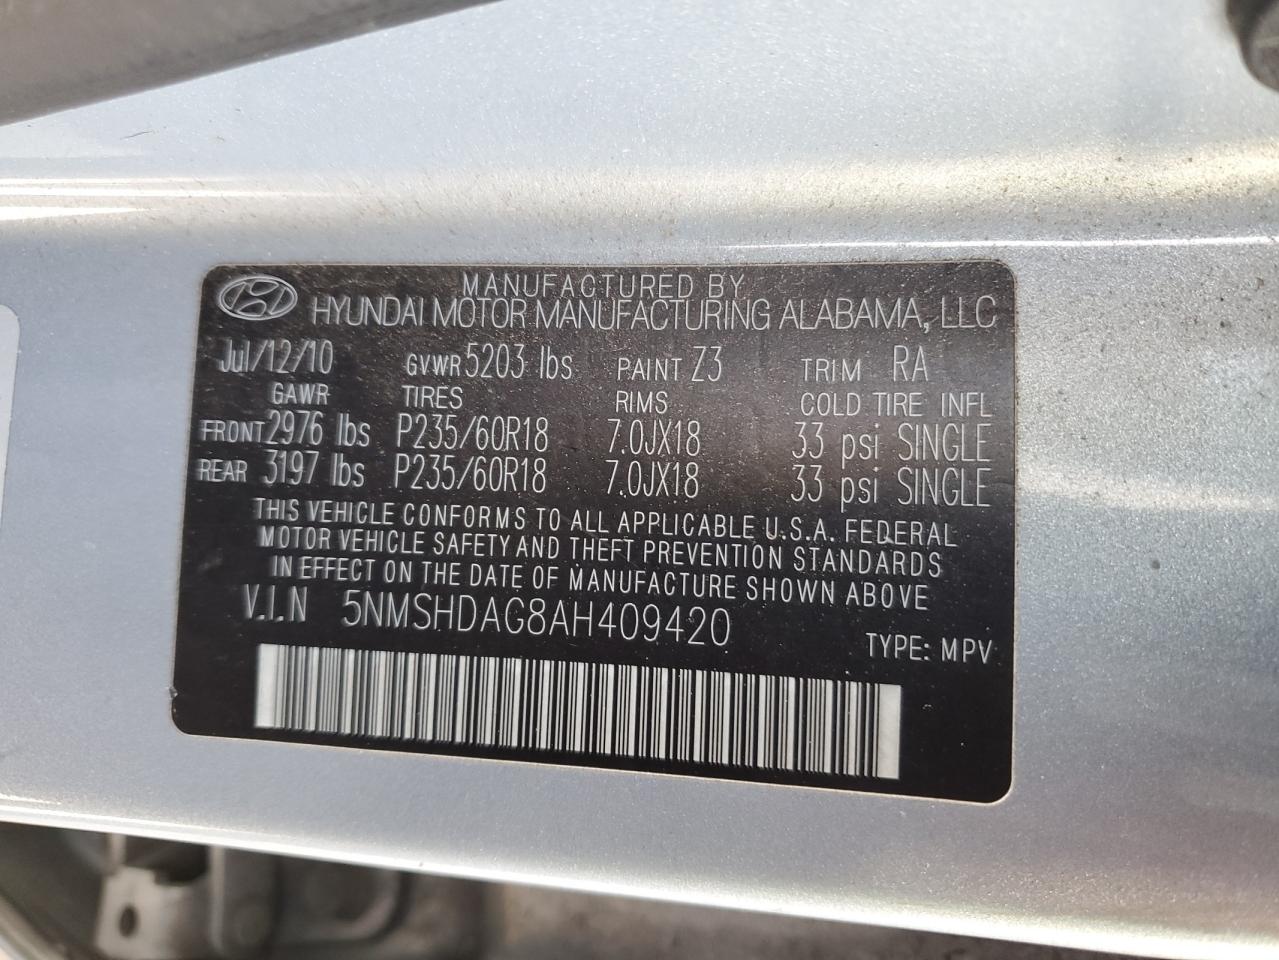 MANUFACTURED BY
HYUNDAI MOTOR MANUFACTURING ALABAMA, LLC
Jul/12/10 GVWR 5203 lbs PAINT Z3 TRIM RA
GAWR TIRES RIMS COLD TIRE INFL
FRONT 2976 lbs P235/60R18 7.0JX18 33 psi SINGLE
REAR 3197 lbs P235/60R18 7.0JX18 33 psi SINGLE
THIS VEHICLE CONFORMS TO ALL APPLICABLE U.S.A. FEDERAL
MOTOR VEHICLE SAFETY AND THEFT PREVENTION STANDARDS
IN EFFECT ON THE DATE OF MANUFACTURE SHOWN ABOVE
V.I.N 5NMSHDAG8AH409420
TYPE: MPV